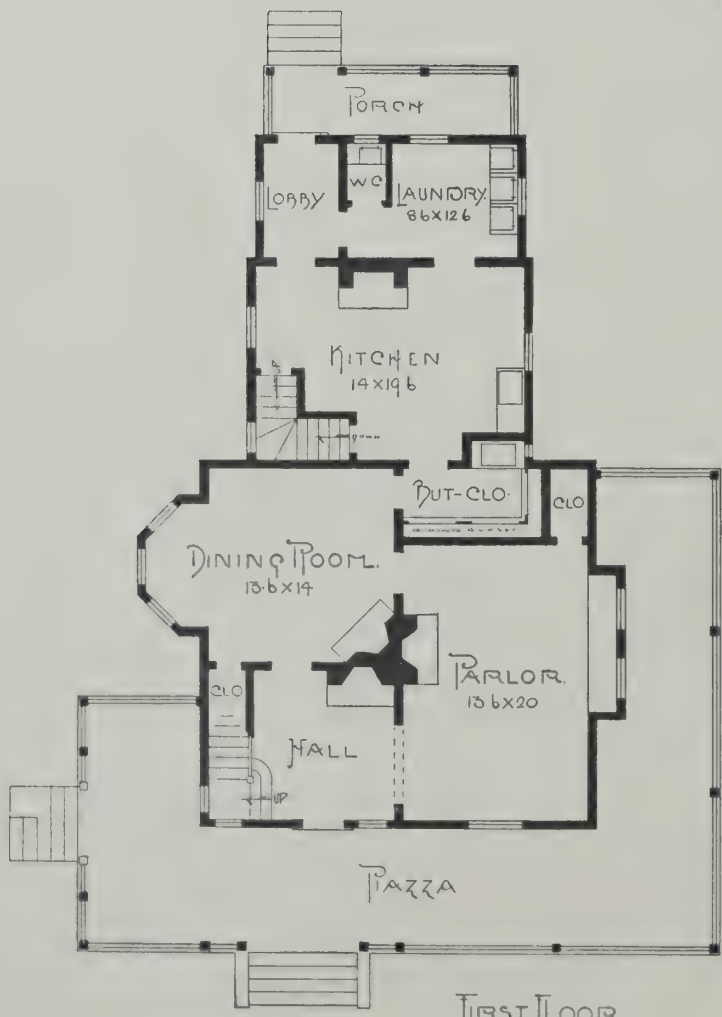 PORCH
LOBBY
WC
LAUNDRY.
8 6 X 12 6
KITCHEN
14 X 19 6
UP
DOWN
BUT-CLO.
CLO
DINING ROOM.
13.6 X 14
PARLOR.
13 6 X 20
CLO
HALL
UP
PIAZZA
FIRST FLOOR